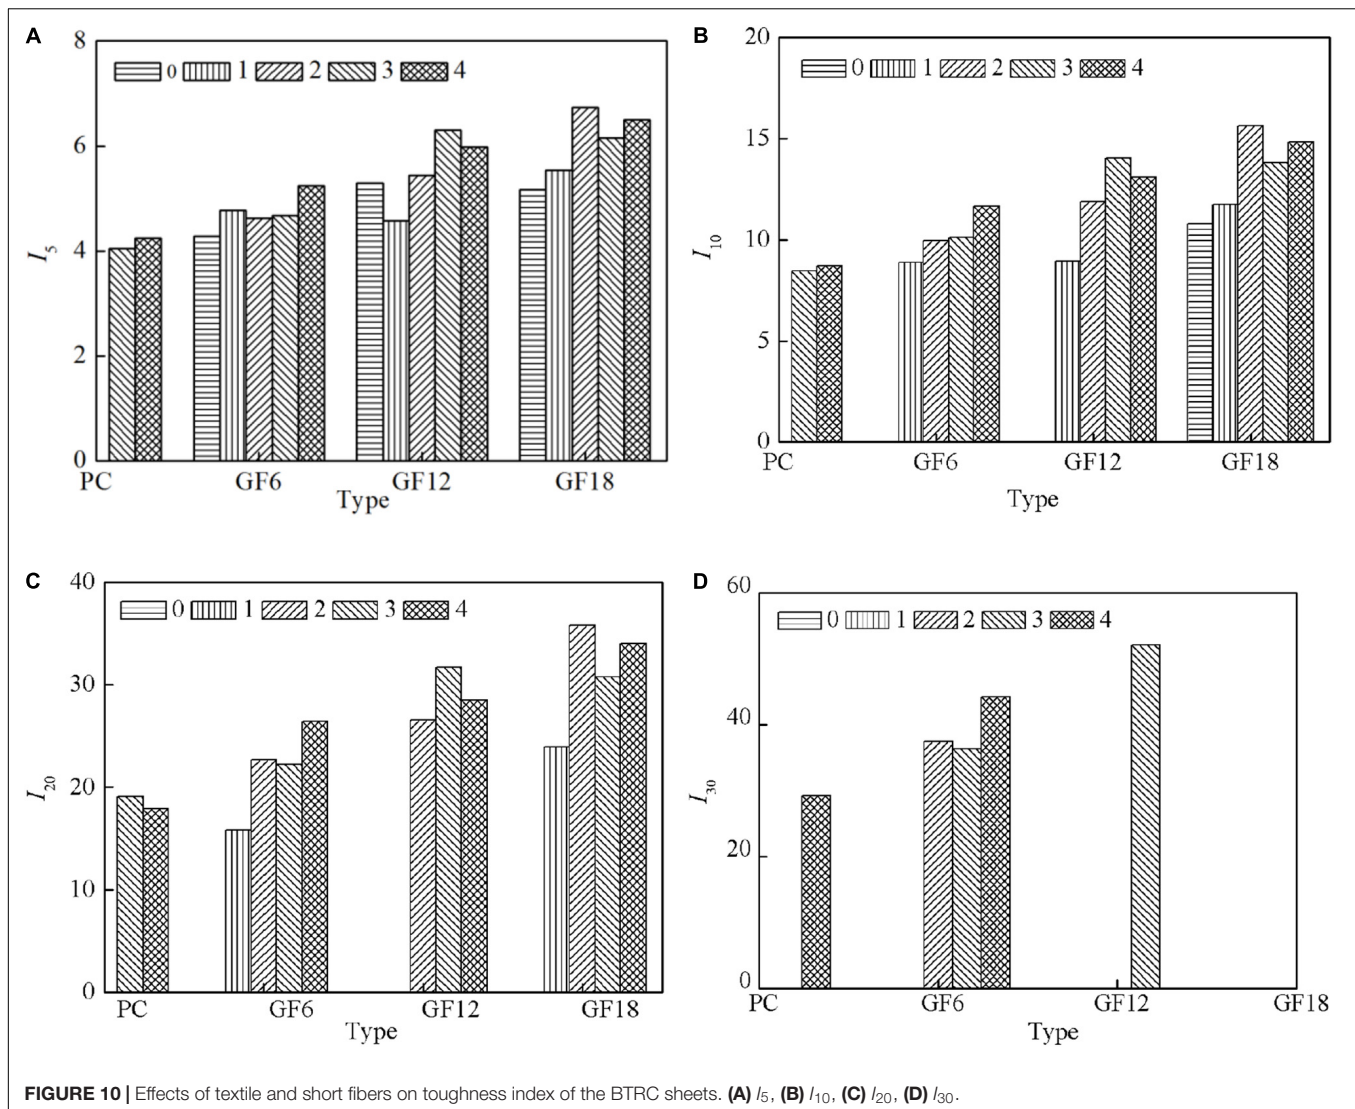 A
8
0 1 2 3 4
6
I5
4
2
0
PC GF6 GF12 GF18
Type
B
20
0 1 2 3 4
15
I10
10
5
0
PC GF6 GF12 GF18
Type
C
40
0 1 2 3 4
30
I20
20
10
0
PC GF6 GF12 GF18
Type
D
60
0 1 2 3 4
40
I30
20
0
PC GF6 GF12 GF18
Type
FIGURE 10 | Effects of textile and short fibers on toughness index of the BTRC sheets. (A) I5, (B) I10, (C) I20, (D) I30.